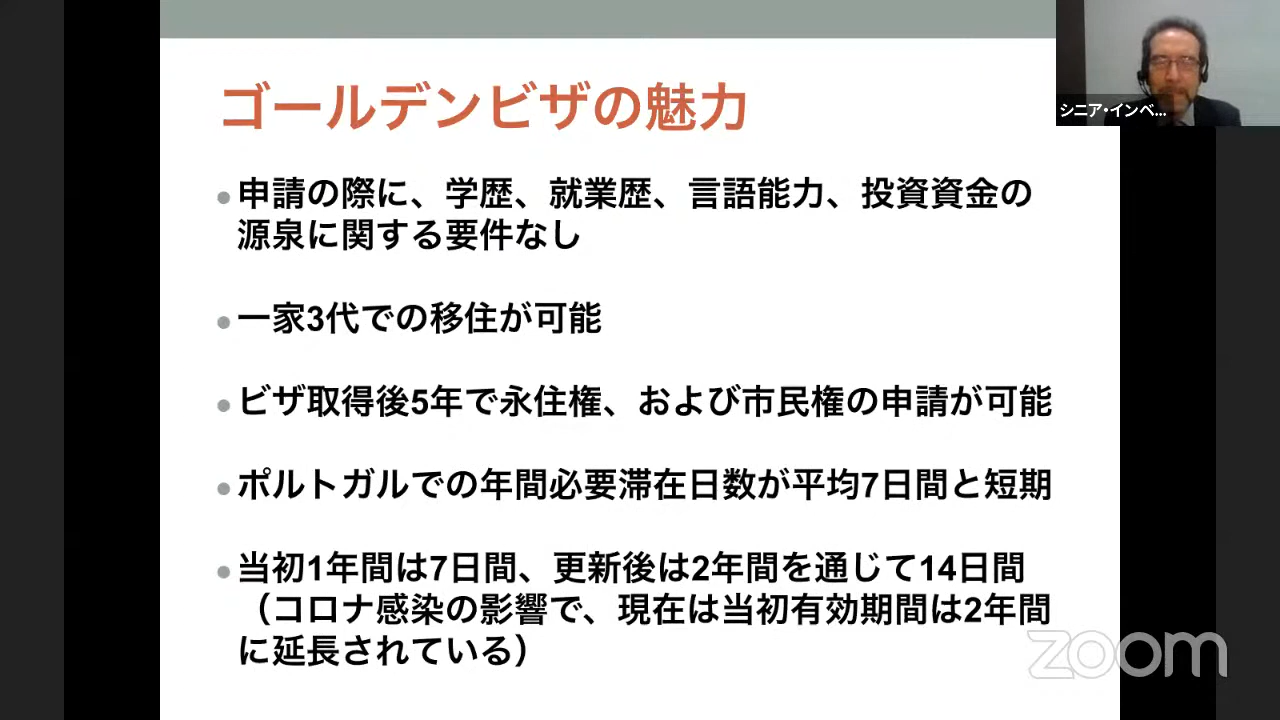 ゴールデンビザの魅力
シニア・インベ...
•申請の際に、学歴、就業歴、言語能力、投資資金の
源泉に関する要件なし
•一家3代での移住が可能
•ビザ取得後5年で永住権、および市民権の申請が可能
•ポルトガルでの年間必要滞在日数が平均7日間と短期
•当初1年間は7日間、更新後は2年間を通じて14日間
（コロナ感染の影響で、現在は当初有効期間は2年間
に延長されている）
zoom